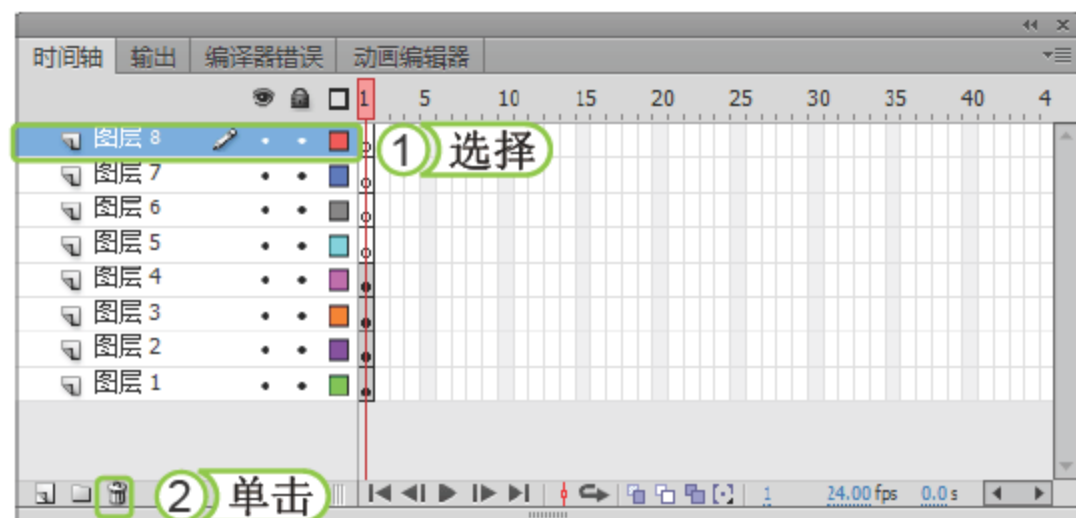 时间轴 输出 编译器错误 动画编辑器
1 5 10 15 20 25 30 35 40 4
图层 8 ① 选择
图层 7
图层 6
图层 5
图层 4
图层 3
图层 2
图层 1
② 单击 1 24.00 fps 0.0 s